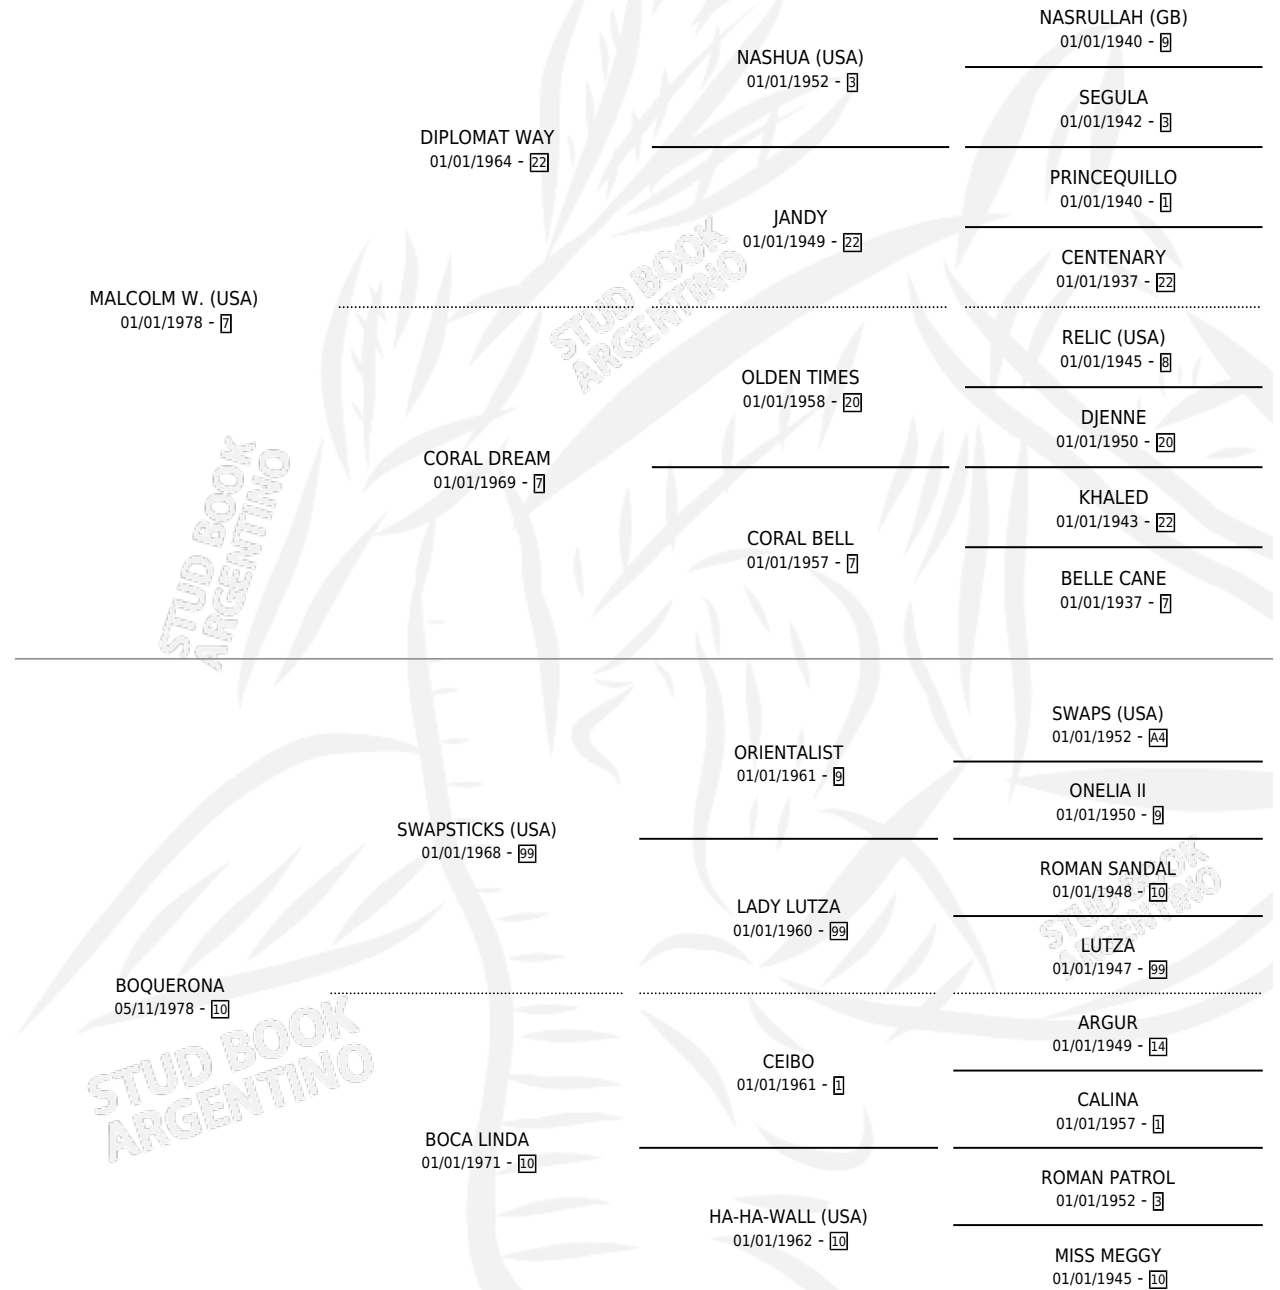 NASRULLAH (GB)
01/01/1940 - 9
NASHUA (USA)
01/01/1952 - 3
SEGULA
01/01/1942 - 3
DIPLOMAT WAY
01/01/1964 - 22
PRINCEQUILLO
01/01/1940 - 1
JANDY
01/01/1949 - 22
CENTENARY
01/01/1937 - 22
MALCOLM W. (USA)
01/01/1978 - 7
RELIC (USA)
01/01/1945 - 8
OLDEN TIMES
01/01/1958 - 20
DJENNE
01/01/1950 - 20
CORAL DREAM
01/01/1969 - 7
KHALED
01/01/1943 - 22
CORAL BELL
01/01/1957 - 7
BELLE CANE
01/01/1937 - 7
SWAPS (USA)
01/01/1952 - A4
ORIENTALIST
01/01/1961 - 9
ONELIA II
01/01/1950 - 9
SWAPSTICKS (USA)
01/01/1968 - 99
ROMAN SANDAL
01/01/1948 - 10
LADY LUTZA
01/01/1960 - 99
LUTZA
01/01/1947 - 99
BOQUERONA
05/11/1978 - 10
ARGUR
01/01/1949 - 14
CEIBO
01/01/1961 - 1
CALINA
01/01/1957 - 1
BOCA LINDA
01/01/1971 - 10
ROMAN PATROL
01/01/1952 - 3
HA-HA-WALL (USA)
01/01/1962 - 10
MISS MEGGY
01/01/1945 - 10
STUD BOOK
ARGENTINO
STUD BOOK
ARGENTINO
STUD BOOK
ARGENTINO
STUD BOOK
ARGENTINO